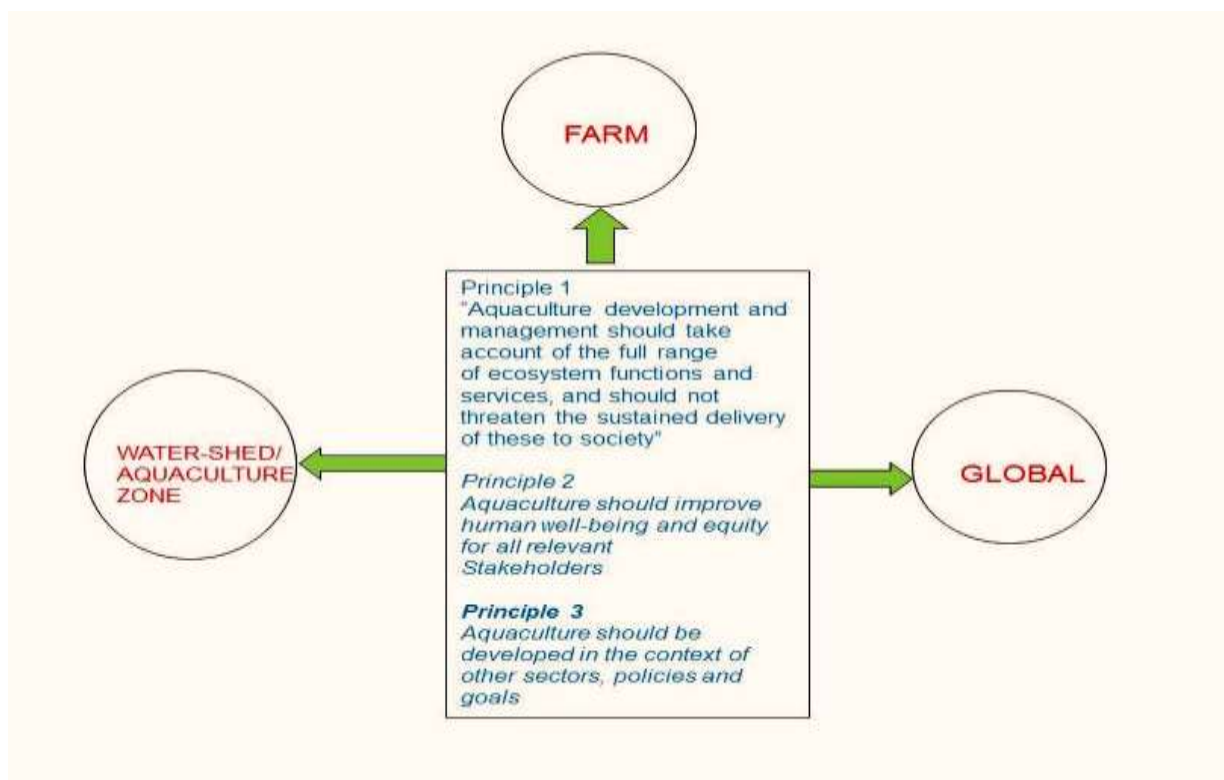 FARM
Principle 1
"Aquaculture development and
management should take
account of the full range
of ecosystem functions and
services, and should not
threaten the sustained delivery
of these to society"
Principle 2
Aquaculture should improve
human well-being and equity
for all relevant
Stakeholders
Principle 3
Aquaculture should be
developed in the context of
other sectors, policies and
goals
WATER-SHED/
AQUACULTURE
ZONE
GLOBAL